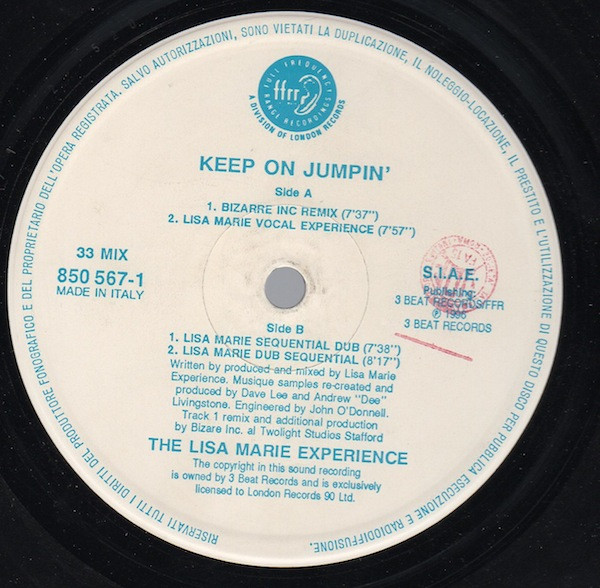 SALVO AUTORIZZAZIONI, SONO VIETATI LA DUPLICAZIONE, IL NOLEGGIO-LOCAZIONE, IL PRESTITO E L'UTILIZZAZIONE DI QUESTO DISCO PER PUBBLICA ESECUZIONE E RADIODIFFUSIONE.
RISERVATI TUTTI I DIRITTI DEL PRODUTTORE FONOGRAFICO E DEL PROPRIETARIO DELL'OPERA REGISTRATA.
FULL FREQUENCY
ffrr
RANGE RECORDINGS
A DIVISION OF LONDON RECORDS
KEEP ON JUMPIN'
Side A
1. BIZARRE INC REMIX (7'37")
2. LISA MARIE VOCAL EXPERIENCE (7'57")
33 MIX
850 567-1
MADE IN ITALY
S.I.A.E.
Publishing:
3 BEAT RECORDS/FFR
℗ 1996
3 BEAT RECORDS
Side B
1. LISA MARIE SEQUENTIAL DUB (7'38")
2. LISA MARIE DUB SEQUENTIAL (8'17")
Written by produced and mixed by Lisa Marie
Experience. Musique samples re-created and
produced by Dave Lee and Andrew "Dee"
Livingstone. Engineered by John O'Donnell.
Track 1 remix and additional production
by Bizare Inc. al Twolight Studios Stafford
THE LISA MARIE EXPERIENCE
The copyright in this sound recording
is owned by 3 Beat Records and is exclusively
licensed to London Records 90 Ltd.